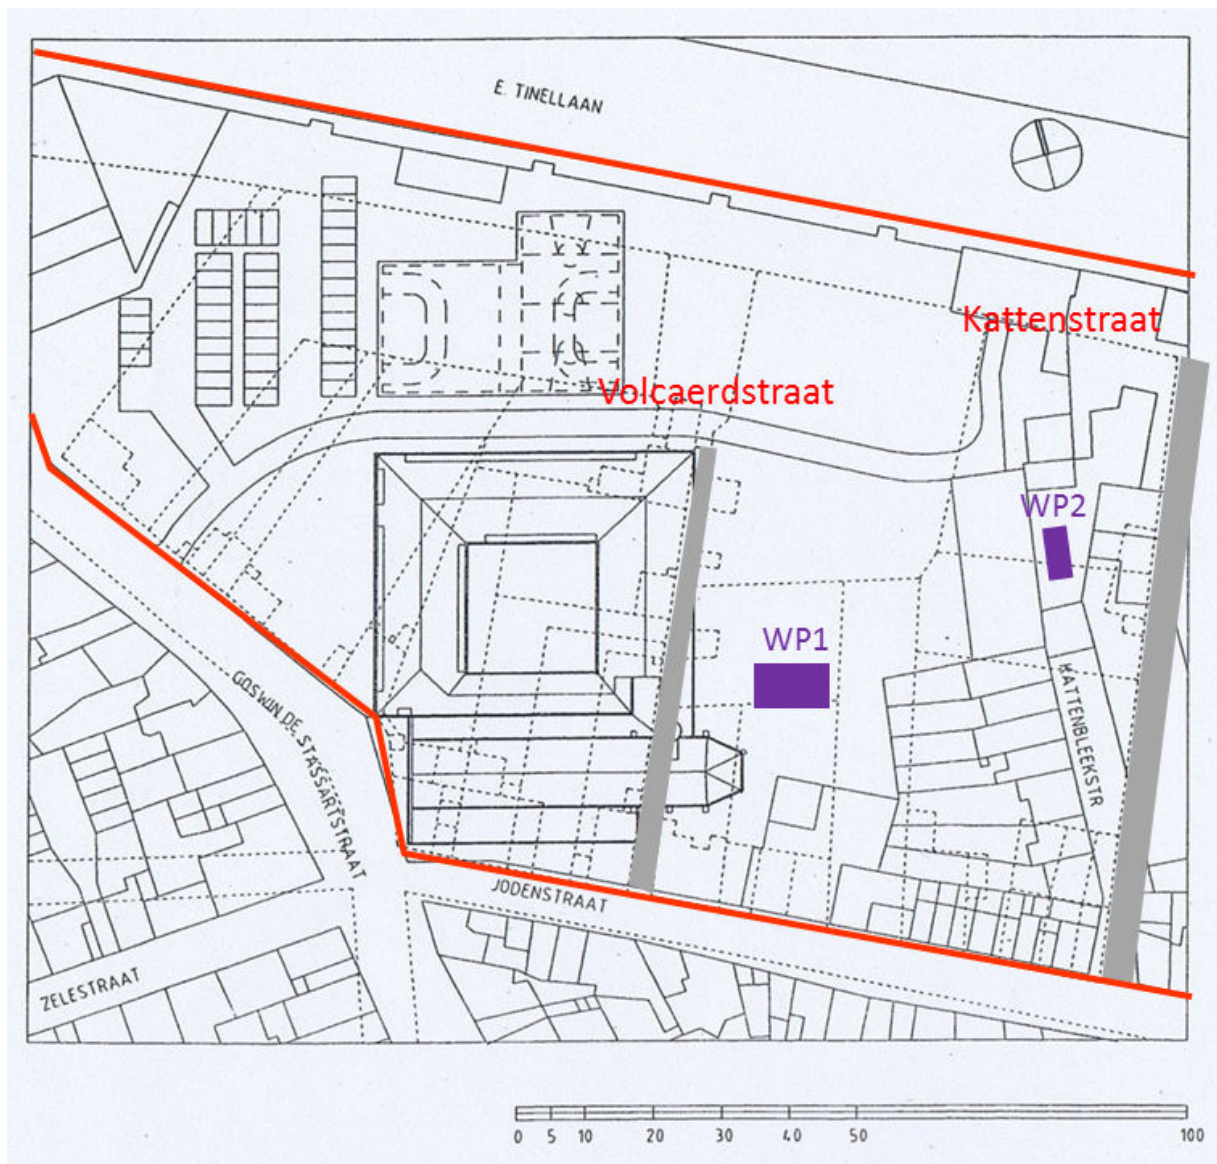 E. TINELLAAN
Kattenstraat
Volcaerdstraat
WP2
WP1
KATTENBLEEKSTR
GOSWIN DE STASSARTSTRAAT
JODENSTRAAT
ZELESTRAAT
0 5 10 20 30 40 50 100